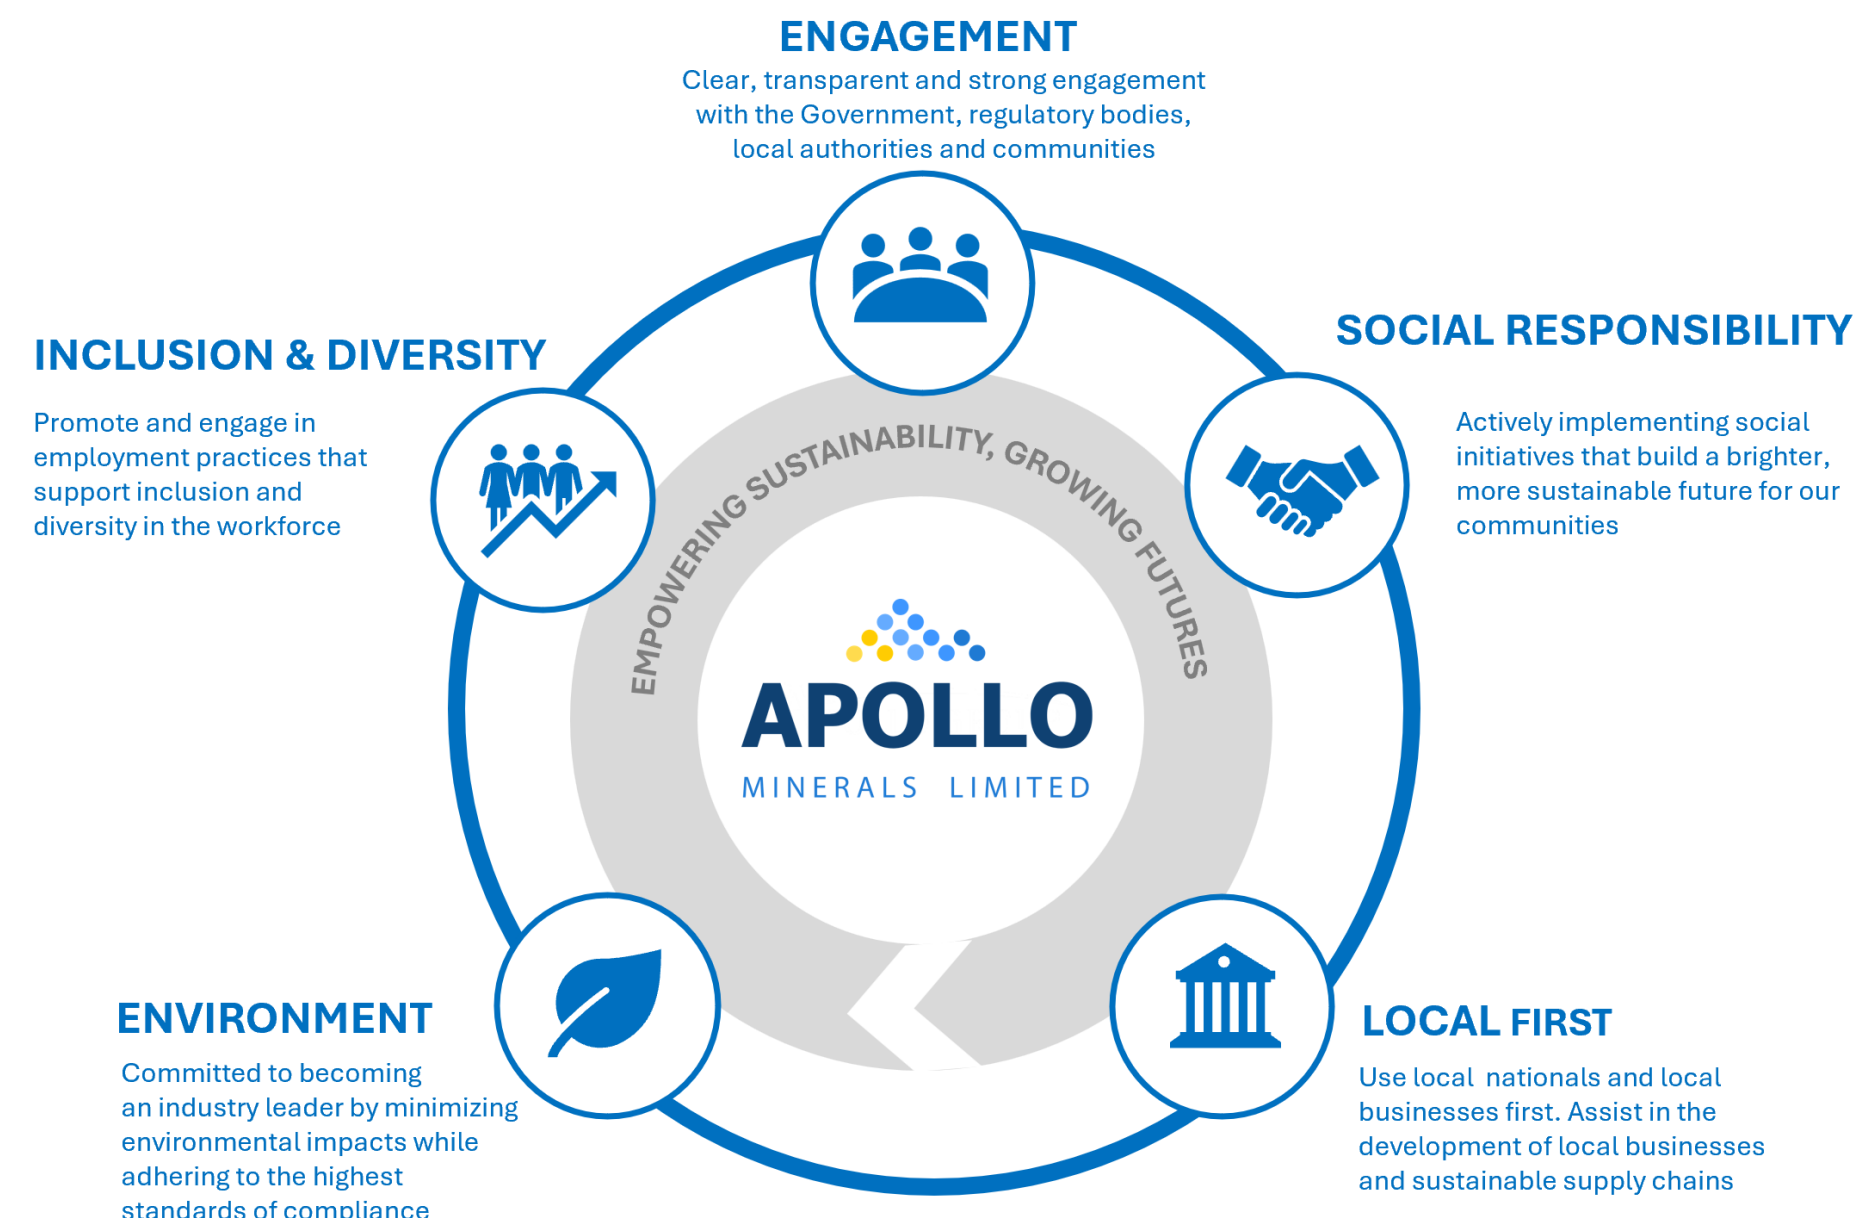 ENGAGEMENT
Clear, transparent and strong engagement
with the Government, regulatory bodies,
local authorities and communities
INCLUSION & DIVERSITY
Promote and engage in
employment practices that
support inclusion and
diversity in the workforce
SOCIAL RESPONSIBILITY
Actively implementing social
initiatives that build a brighter,
more sustainable future for our
communities
EMPOWERING SUSTAINABILITY, GROWING FUTURES
APOLLO
MINERALS LIMITED
ENVIRONMENT
Committed to becoming
an industry leader by minimizing
environmental impacts while
adhering to the highest
standards of compliance
LOCAL FIRST
Use local nationals and local
businesses first. Assist in the
development of local businesses
and sustainable supply chains